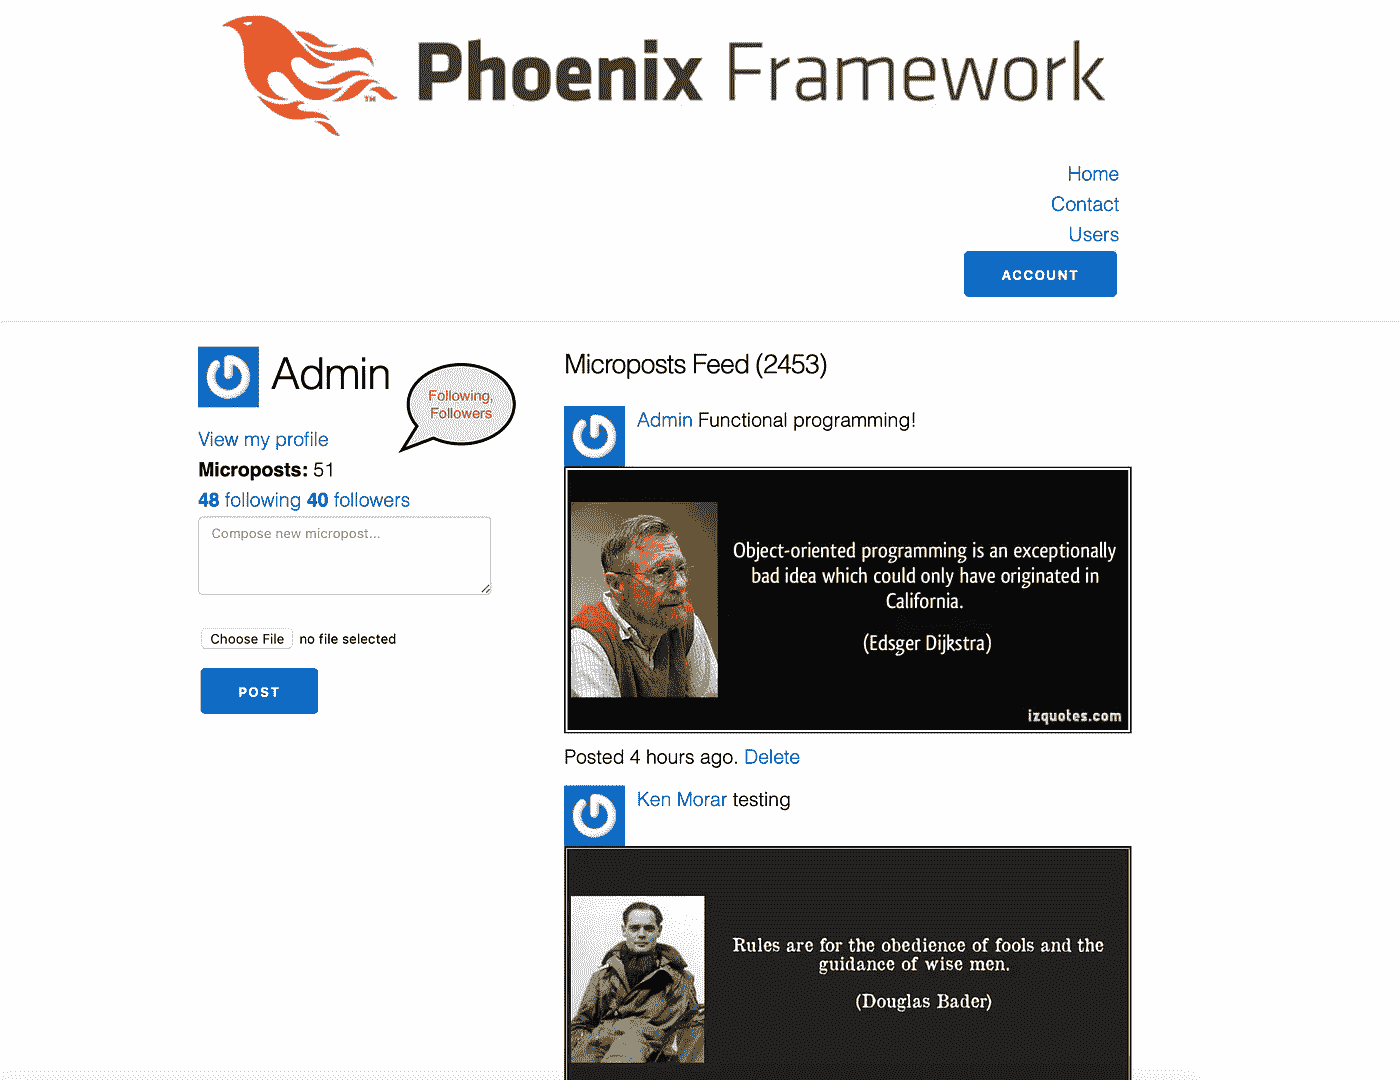 Phoenix Framework
TM
Home
Contact
Users
ACCOUNT
Admin
Following,
Followers
View my profile
Microposts: 51
48 following 40 followers
Compose new micropost...
Choose File no file selected
POST
Microposts Feed (2453)
Admin Functional programming!
Object-oriented programming is an exceptionally
bad idea which could only have originated in
California.
(Edsger Dijkstra)
izquotes.com
Posted 4 hours ago. Delete
Ken Morar testing
Rules are for the obedience of fools and the
guidance of wise men.
(Douglas Bader)